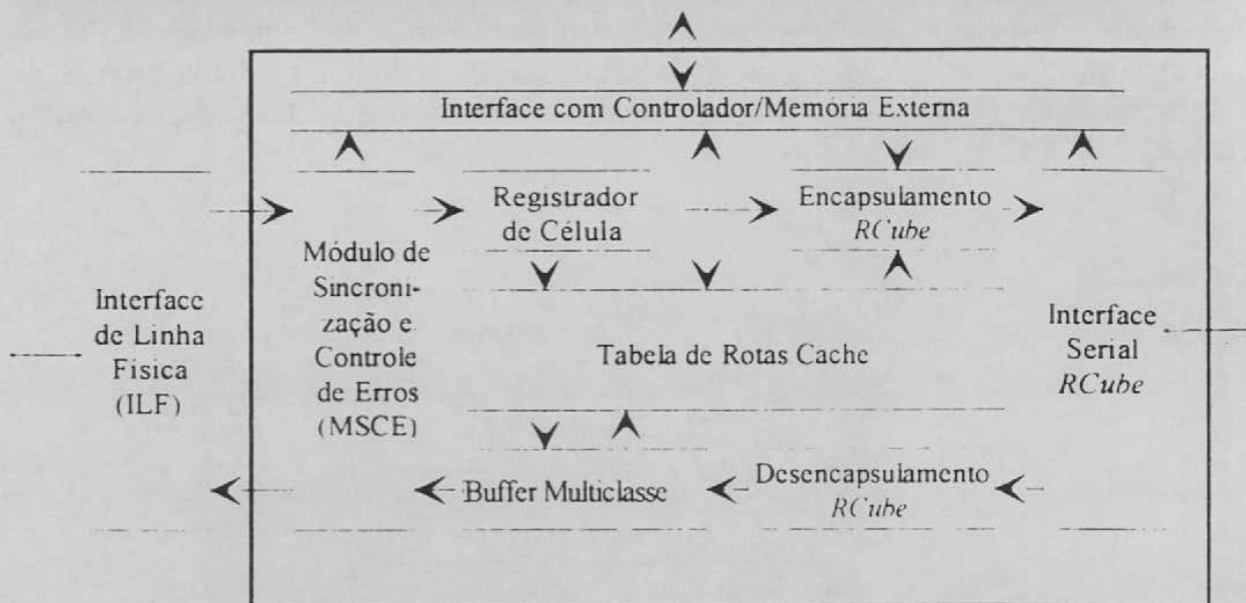 Interface com Controlador/Memória Externa
Registrador
de Célula
Encapsulamento
RCube
Módulo de
Sincroni-
zação e
Controle
de Erros
(MSCE)
Interface
de Linha
Fisica
(ILF)
Tabela de Rotas Cache
Interface
Serial
RCube
Buffer Multiclasse
Desencapsulamento
RCube